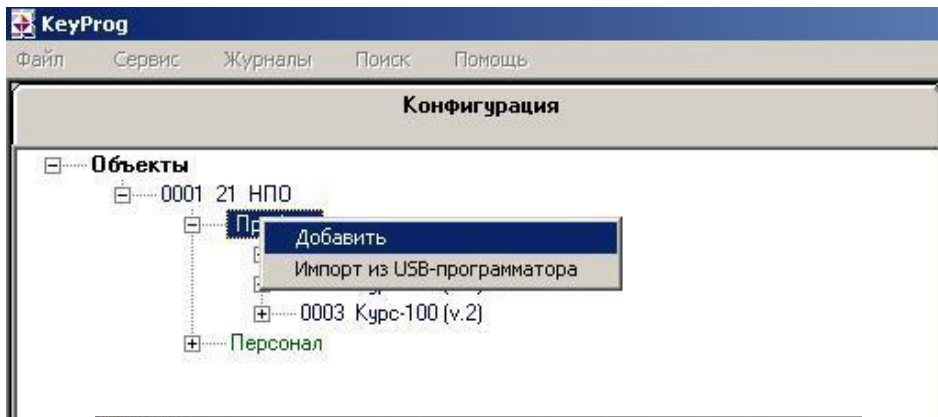 KeyProg
Файл Сервис Журналы Поиск Помощь
Конфигурация
Объекты
0001 21 НПО
Добавить
Импорт из USB-программатора
0003 Курс-100 (v.2)
Персонал